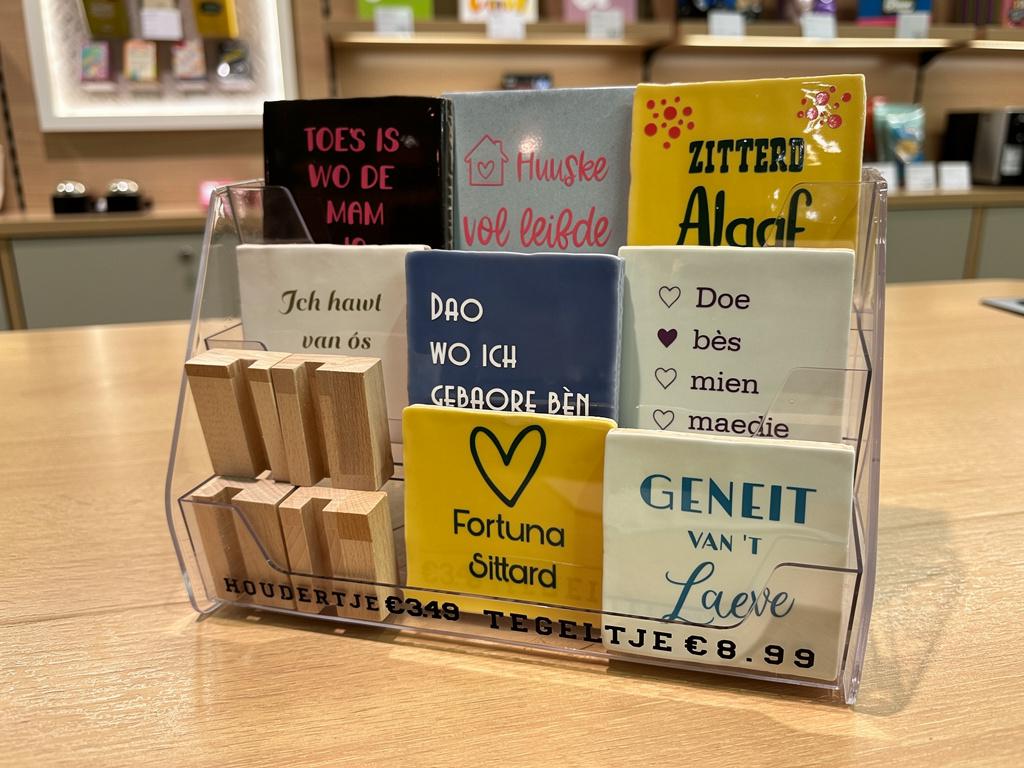 TOES IS
WO DE
MAM
Huuske
vol leifde
ZITTERD
Alaaf
Ich hawt
van ós
DAO
WO ICH
GEBAORE BÈN
Doe
bès
mien
maedje
Fortuna
Sittard
GENEIT
VAN 'T
Laeve
HOUDERTJE €3.49 TEGELTJE €8.99